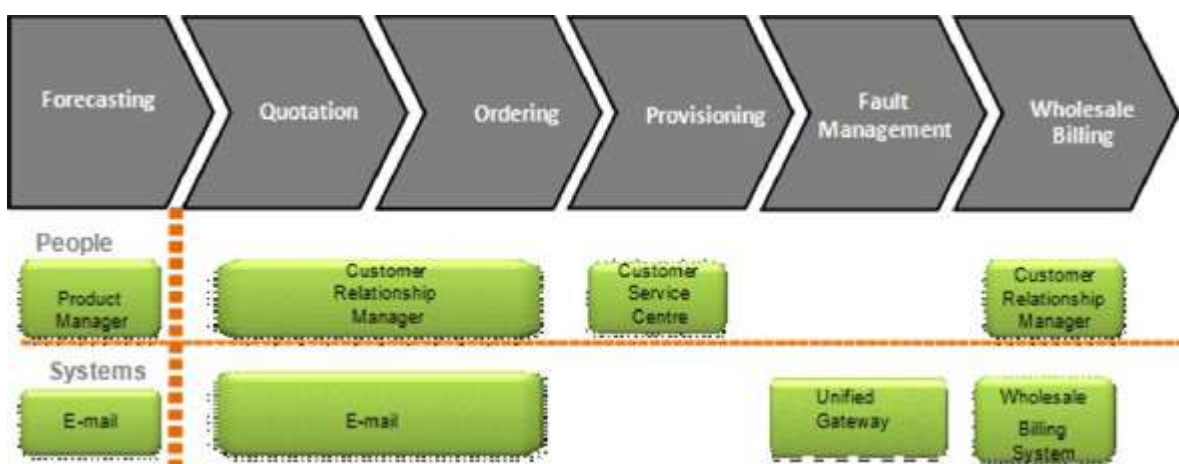 Forecasting
Quotation
Ordering
Provisioning
Fault
Management
Wholesale
Billing
People
Product
Manager
Customer
Relationship
Manager
Customer
Service
Centre
Customer
Relationship
Manager
Systems
E-mail
E-mail
Unified
Gateway
Wholesale
Billing
System